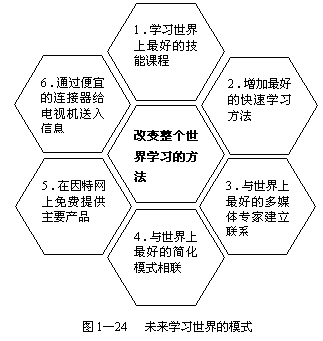 1.学习世界
上最好的技
能课程
6.通过便宜
的连接器给
电视机送入
信息
2.增加最好
的快速学习
方法
改变整个世
界学习的方
法
5.在因特网
上免费提供
主要产品
3.与世界上
最好的多媒
体专家建立
联系
4.与世界上
最好的简化
模式相联
图1—24 未来学习世界的模式